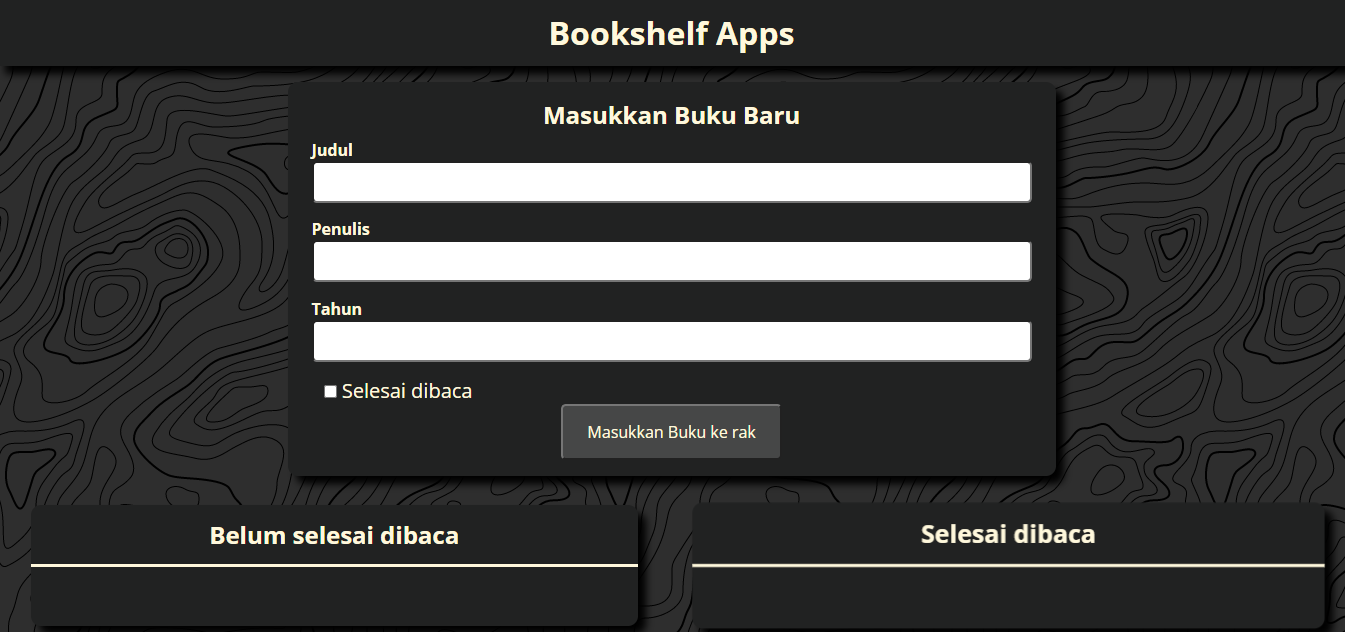 Bookshelf Apps
Masukkan Buku Baru
Judul
Penulis
Tahun
Selesai dibaca
Masukkan Buku ke rak
Belum selesai dibaca
Selesai dibaca